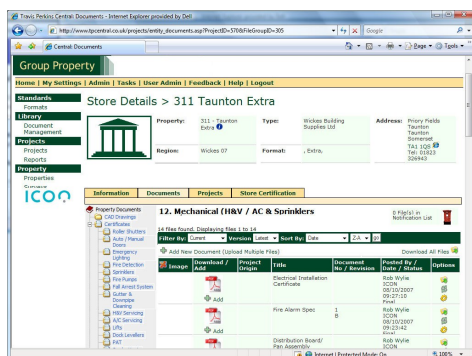 Travis Perkins Central: Documents - Internet Explorer provided by Dell
http://www.tpcentral.co.uk/projects/entity_documents.asp?ProjectID=570&FileGroupID=305
Google
Central: Documents
Page Tools
Group Property
Home | My Settings | Admin | Tasks | User Admin | Feedback | Help | Logout
Standards
Formats
Library
Document
Management
Projects
Projects
Reports
Property
Properties
Surveys
icon
Store Details > 311 Taunton Extra
Property: 311 - Taunton Extra
Type: Wickes Building Supplies Ltd
Address: Priory Fields
Taunton
Taunton
Somerset
TA1 1QS
Tel: 01823
326943
Region: Wickes 07
Format: , Extra,
Information Documents Projects Store Certification
Property Documents
CAD Drawings
Certificates
Roller Shutters
Auto / Manual
Doors
Emergency
Lighting
Fire Detection
Sprinklers
Fire Pumps
Fall Arrest System
Gutter &
Downpipe
Cleaning
H&V Servicing
A/C Servicing
Lifts
Dock Levellers
PAT
12. Mechanical (H&V / AC & Sprinklers
0 File(s) in
Notification List
14 files found. Displaying files 1 to 14
Filter By: Current Version Latest Sort By: Date Z-A go
Add New Document (Upload Multiple Files) Download All Files
Image Download / Add Project Origin Title Document No / Revision Posted By / Date / Status Options
Electrical Installation
Certificate
Rob Wylie
ICON
08/10/2007
09:27:10
Final
Add
Fire Alarm Spec
1
B
Rob Wylie
ICON
08/10/2007
09:23:42
Final
Add
Distribution Board/
Pan Assembly
Rob Wylie
ICON
Internet | Protected Mode: On 100%